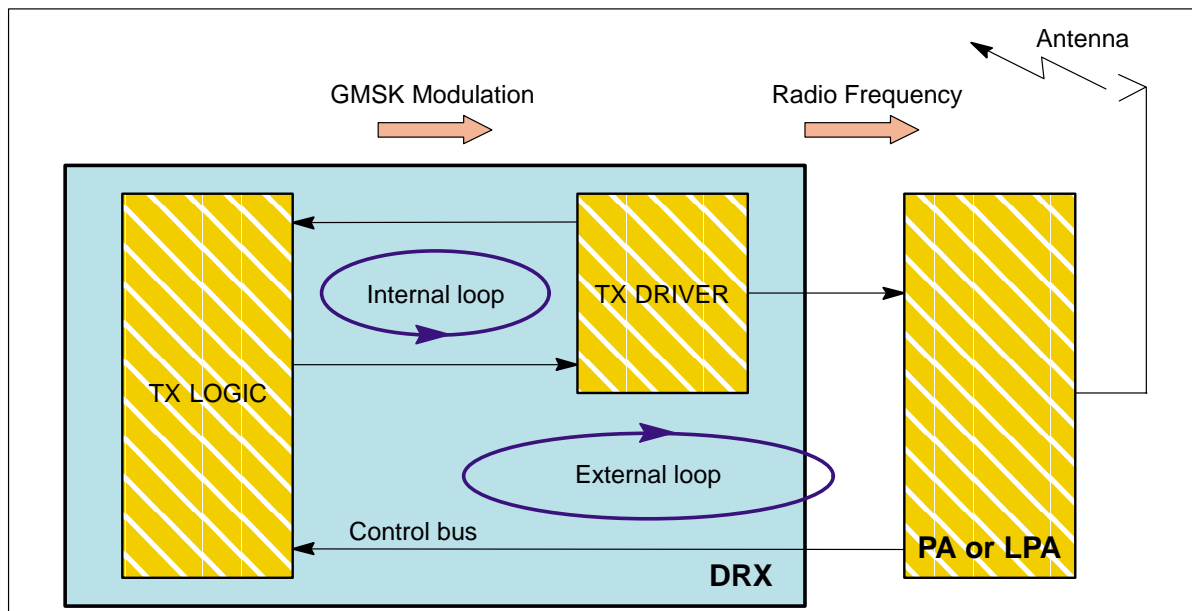 Antenna
GMSK Modulation
Radio Frequency
Internal loop
TX DRIVER
TX LOGIC
External loop
Control bus
PA or LPA
DRX